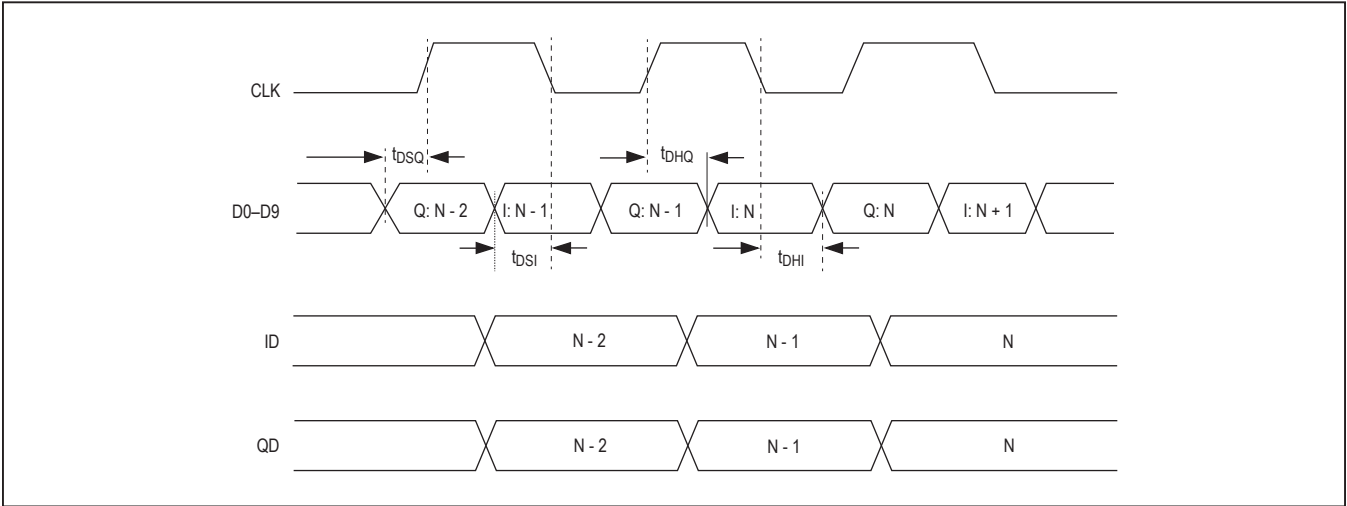 CLK
tDSQ
tDHQ
D0–D9
Q: N - 2
I: N - 1
Q: N - 1
I: N
Q: N
I: N + 1
tDSI
tDHI
ID
N - 2
N - 1
N
QD
N - 2
N - 1
N